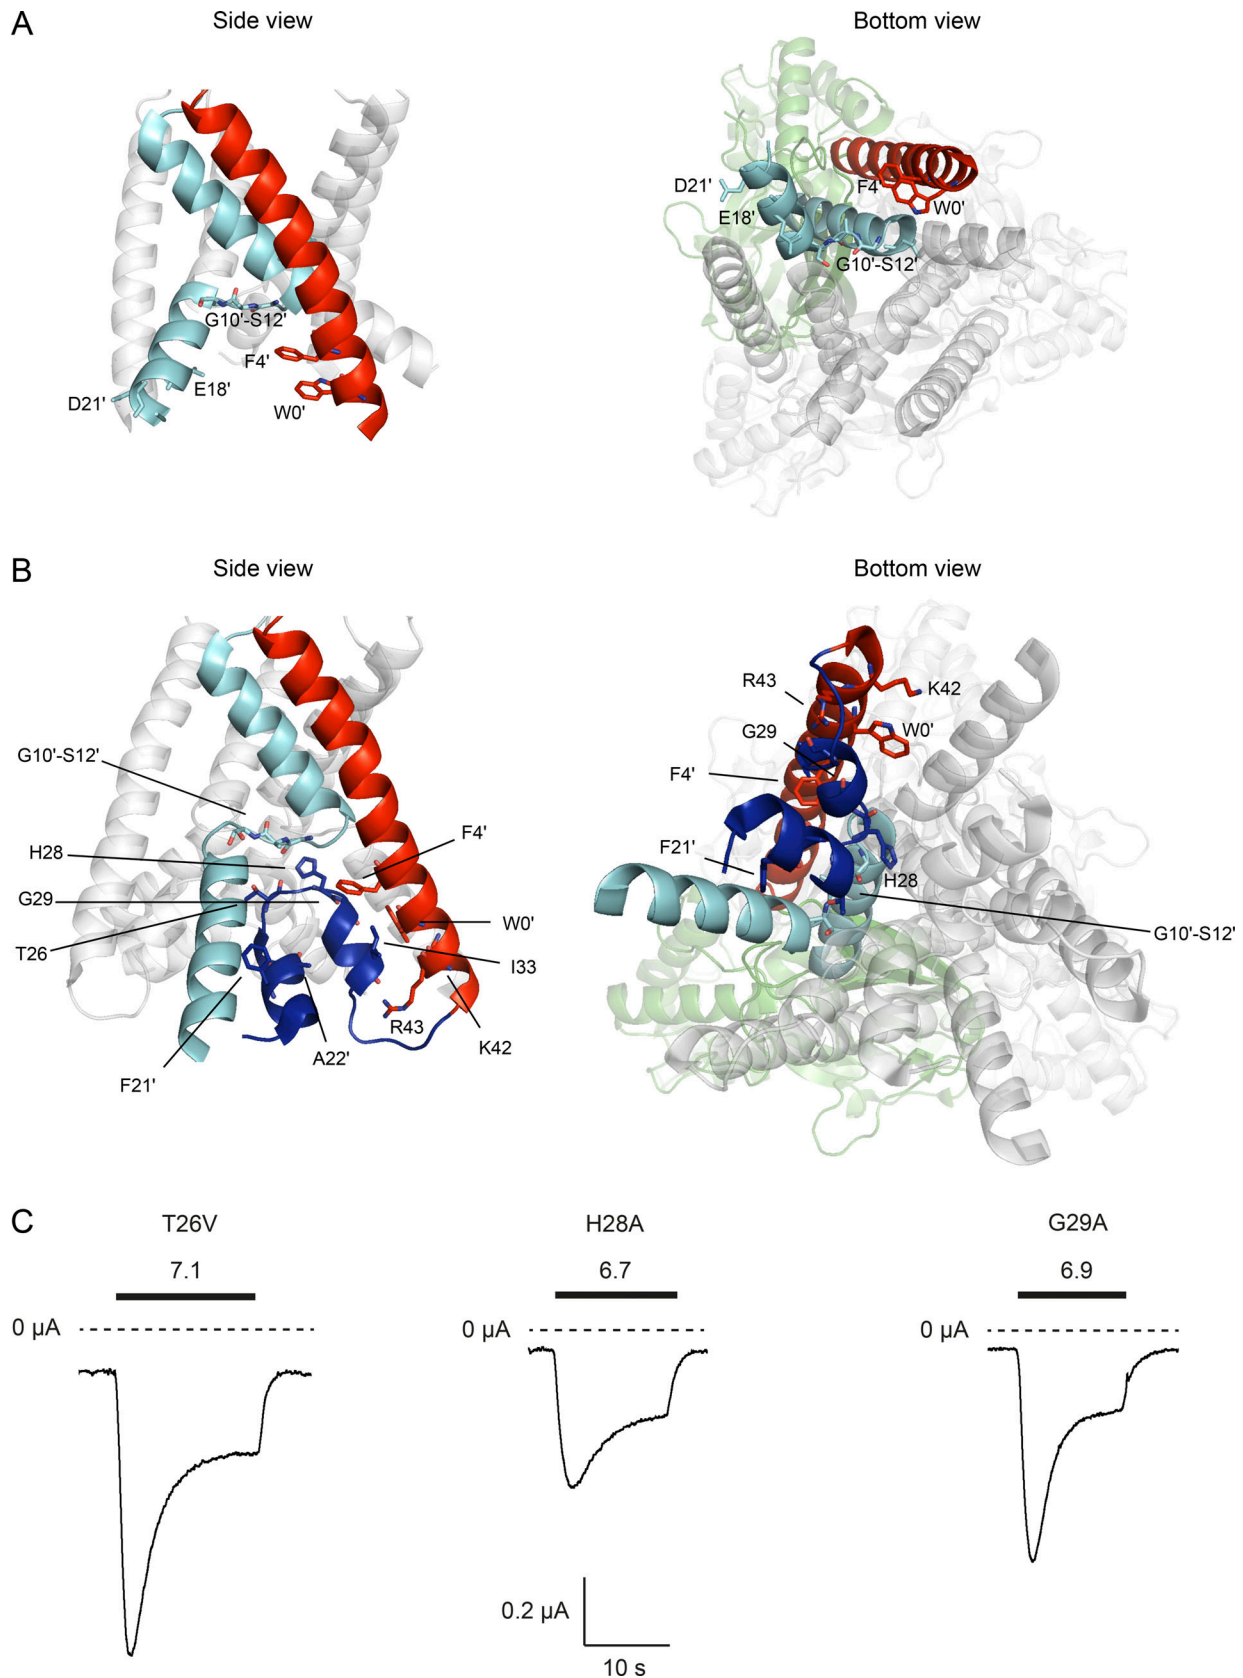 A
Side view
Bottom view
G10'-S12'
F4'
E18'
D21'
W0'
D21'
E18'
F4'
W0'
G10'-S12'
B
Side view
Bottom view
G10'-S12'
H28
G29
T26
F21'
A22'
R43
K42
I33
W0'
F4'
R43
K42
G29
W0'
F4'
F21'
H28
G10'-S12'
C
T26V
H28A
G29A
7.1
6.7
6.9
0 µA
0 µA
0 µA
0.2 µA
10 s